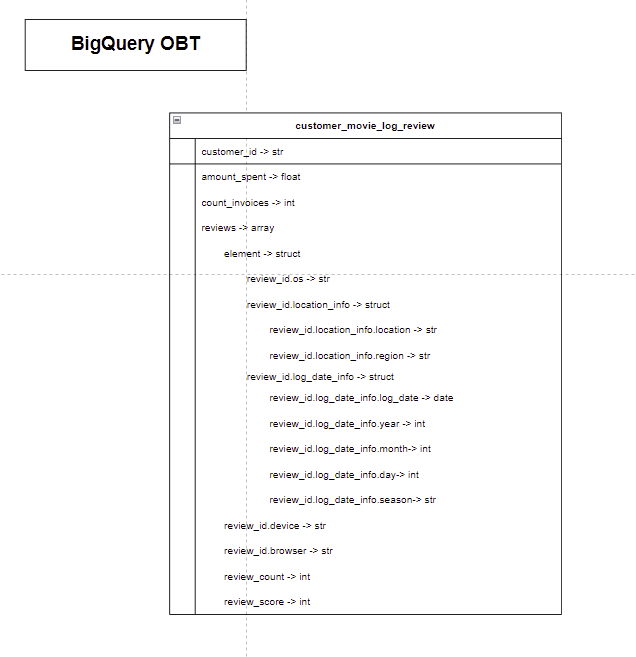 BigQuery OBT
customer_movie_log_review
customer_id -> str
amount_spent -> float
count_invoices -> int
reviews -> array
element -> struct
review_id.os -> str
review_id.location_info -> struct
review_id.location_info.location -> str
review_id.location_info.region -> str
review_id.log_date_info -> struct
review_id.log_date_info.log_date -> date
review_id.log_date_info.year -> int
review_id.log_date_info.month-> int
review_id.log_date_info.day-> int
review_id.log_date_info.season-> str
review_id.device -> str
review_id.browser -> str
review_count -> int
review_score -> int